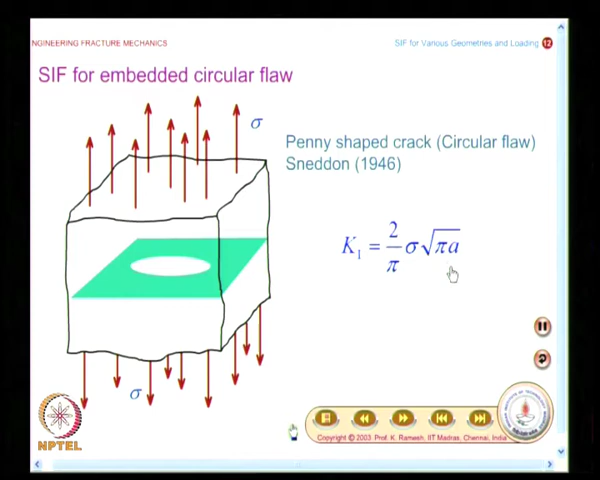 NGINEERING FRACTURE MECHANICS
SIF for Various Geometries and Loading 12
SIF for embedded circular flaw
σ
Penny shaped crack (Circular flaw)
Sneddon (1946)
K_I = 2/π σ√πa
σ
NPTEL
Copyright © 2003 Prof. K. Ramesh, IIT Madras, Chennai, India